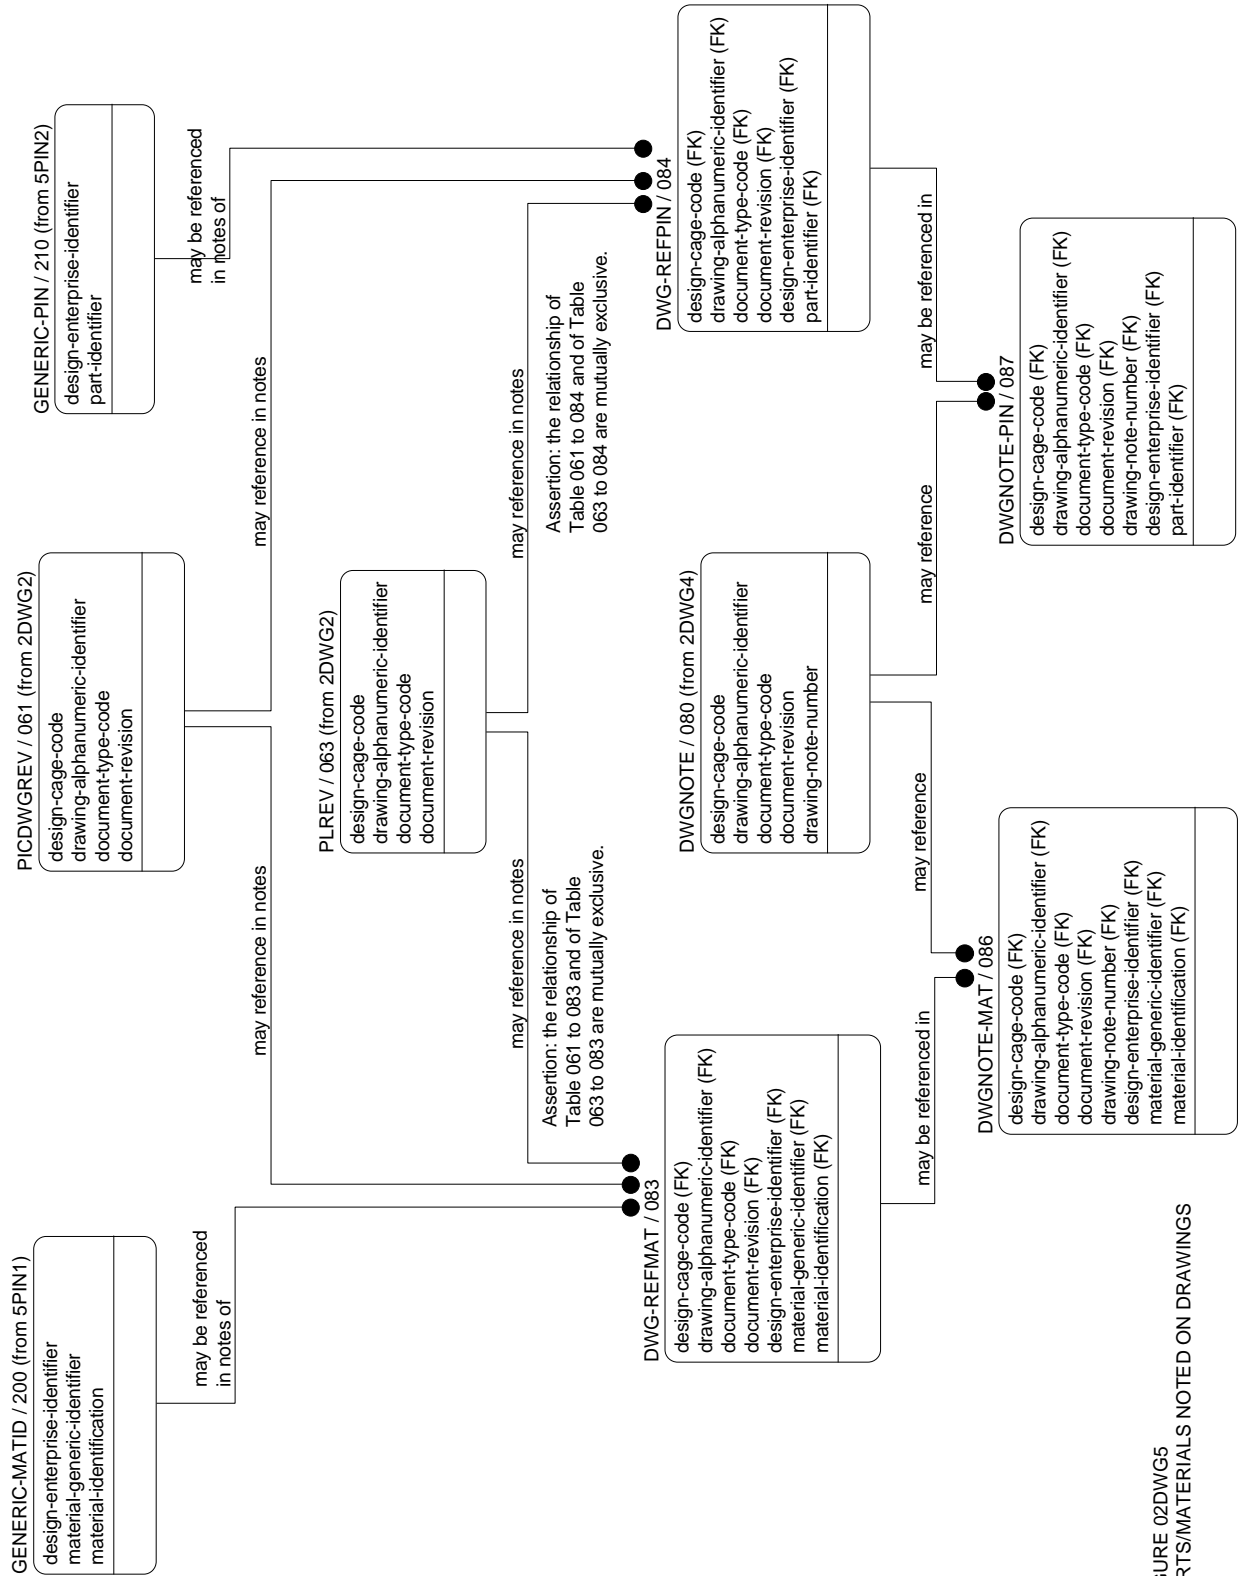 GENERIC-MATID / 200 (from 5PIN1)
design-enterprise-identifier
material-generic-identifier
material-identification
PICDWGREV / 061 (from 2DWG2)
design-cage-code
drawing-alphanumeric-identifier
document-type-code
document-revision
GENERIC-PIN / 210 (from 5PIN2)
design-enterprise-identifier
part-identifier
may be referenced
in notes of
may reference in notes
may reference in notes
may be referenced
in notes of
PLREV / 063 (from 2DWG2)
design-cage-code
drawing-alphanumeric-identifier
document-type-code
document-revision
may reference in notes
may reference in notes
Assertion: the relationship of
Table 061 to 083 and of Table
063 to 083 are mutually exclusive.
Assertion: the relationship of
Table 061 to 084 and of Table
063 to 084 are mutually exclusive.
DWG-REFMAT / 083
design-cage-code (FK)
drawing-alphanumeric-identifier (FK)
document-type-code (FK)
document-revision (FK)
design-enterprise-identifier (FK)
material-generic-identifier (FK)
material-identification (FK)
DWGNOTE / 080 (from 2DWG4)
design-cage-code
drawing-alphanumeric-identifier
document-type-code
document-revision
drawing-note-number
DWG-REFPIN / 084
design-cage-code (FK)
drawing-alphanumeric-identifier (FK)
document-type-code (FK)
document-revision (FK)
design-enterprise-identifier (FK)
part-identifier (FK)
may be referenced in
may reference
may reference
may be referenced in
DWGNOTE-MAT / 086
design-cage-code (FK)
drawing-alphanumeric-identifier (FK)
document-type-code (FK)
document-revision (FK)
drawing-note-number (FK)
design-enterprise-identifier (FK)
material-generic-identifier (FK)
material-identification (FK)
DWGNOTE-PIN / 087
design-cage-code (FK)
drawing-alphanumeric-identifier (FK)
document-type-code (FK)
document-revision (FK)
drawing-note-number (FK)
design-enterprise-identifier (FK)
part-identifier (FK)
GURE 02DWG5
RTS/MATERIALS NOTED ON DRAWINGS